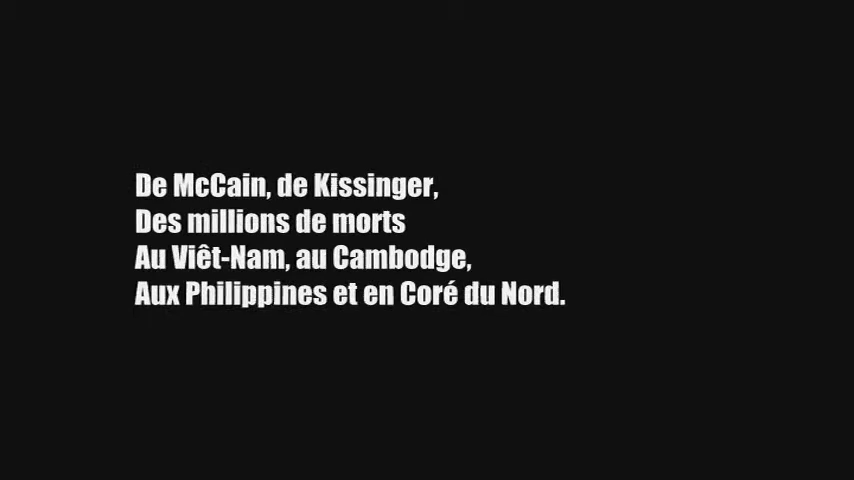 De McCain, de Kissinger,
Des millions de morts
Au Viêt-Nam, au Cambodge,
Aux Philippines et en Coré du Nord.